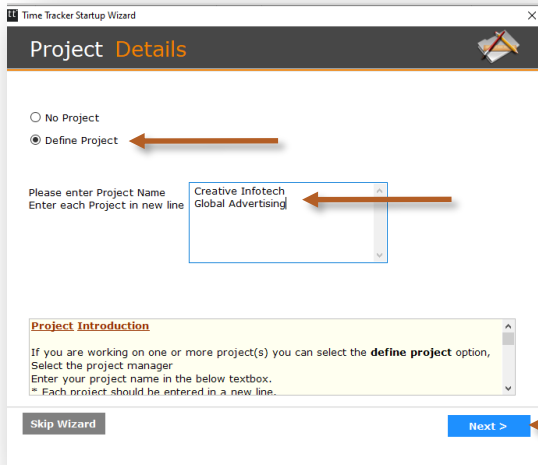 Time Tracker Startup Wizard
Project Details
No Project
Define Project
Please enter Project Name
Enter each Project in new line
Creative Infotech
Global Advertising
Project Introduction
If you are working on one or more project(s) you can select the define project option,
Select the project manager
Enter your project name in the below textbox.
* Each project should be entered in a new line.
Skip Wizard
Next >